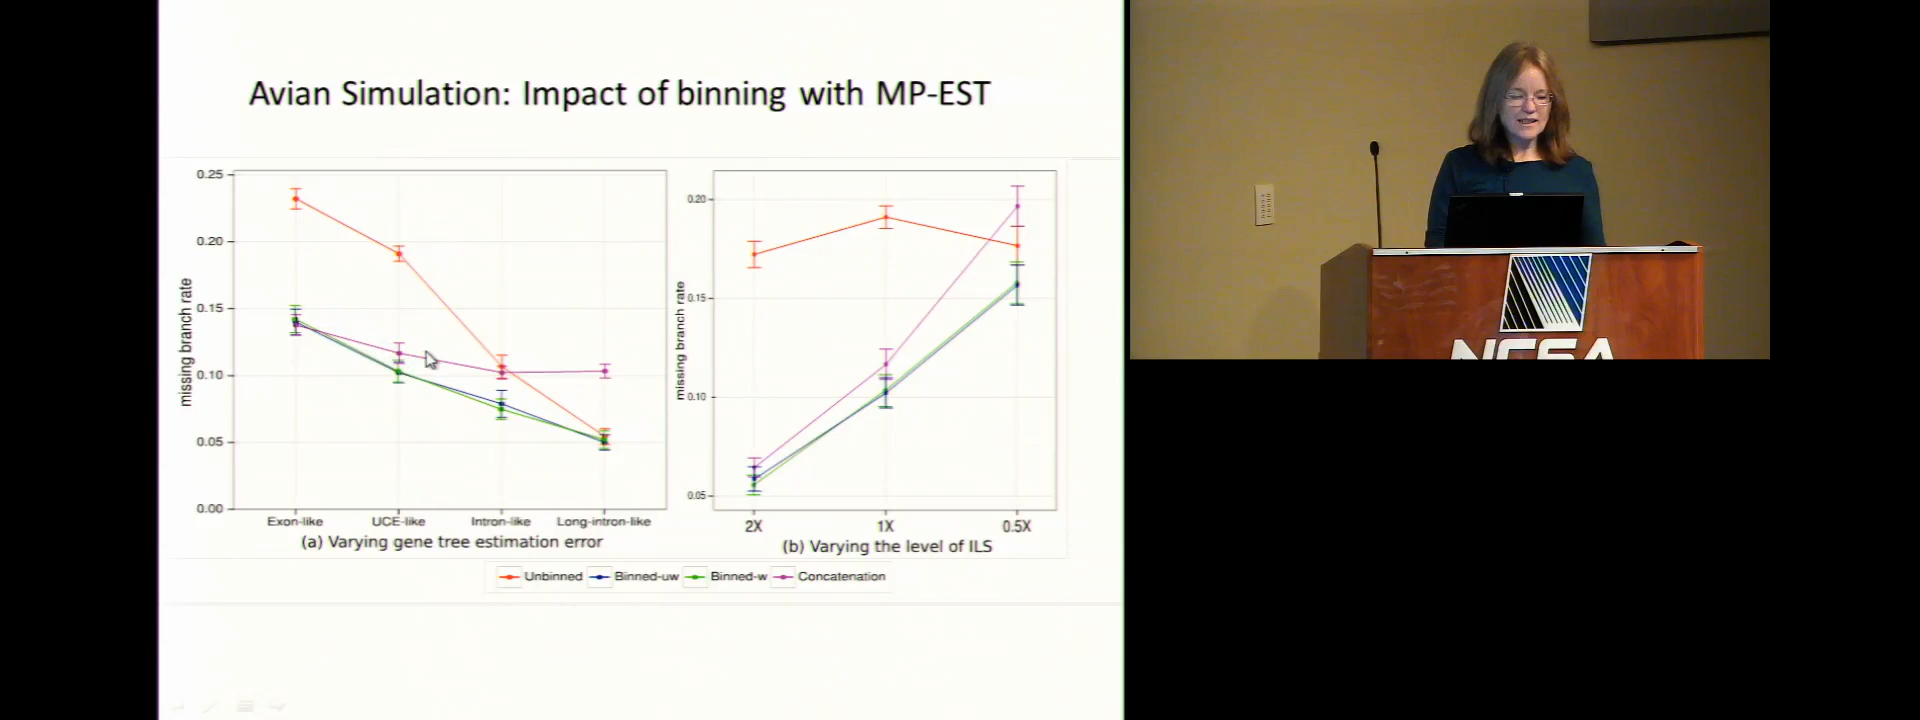 Avian Simulation: Impact of binning with MP-EST
0.25
0.20
0.15
0.10
0.05
0.00
missing branch rate
Exon-like UCE-like Intron-like Long-intron-like
(a) Varying gene tree estimation error
0.20
0.15
0.10
0.05
missing branch rate
2X 1X 0.5X
(b) Varying the level of ILS
Unbinned Binned-uw Binned-w Concatenation
NCSA